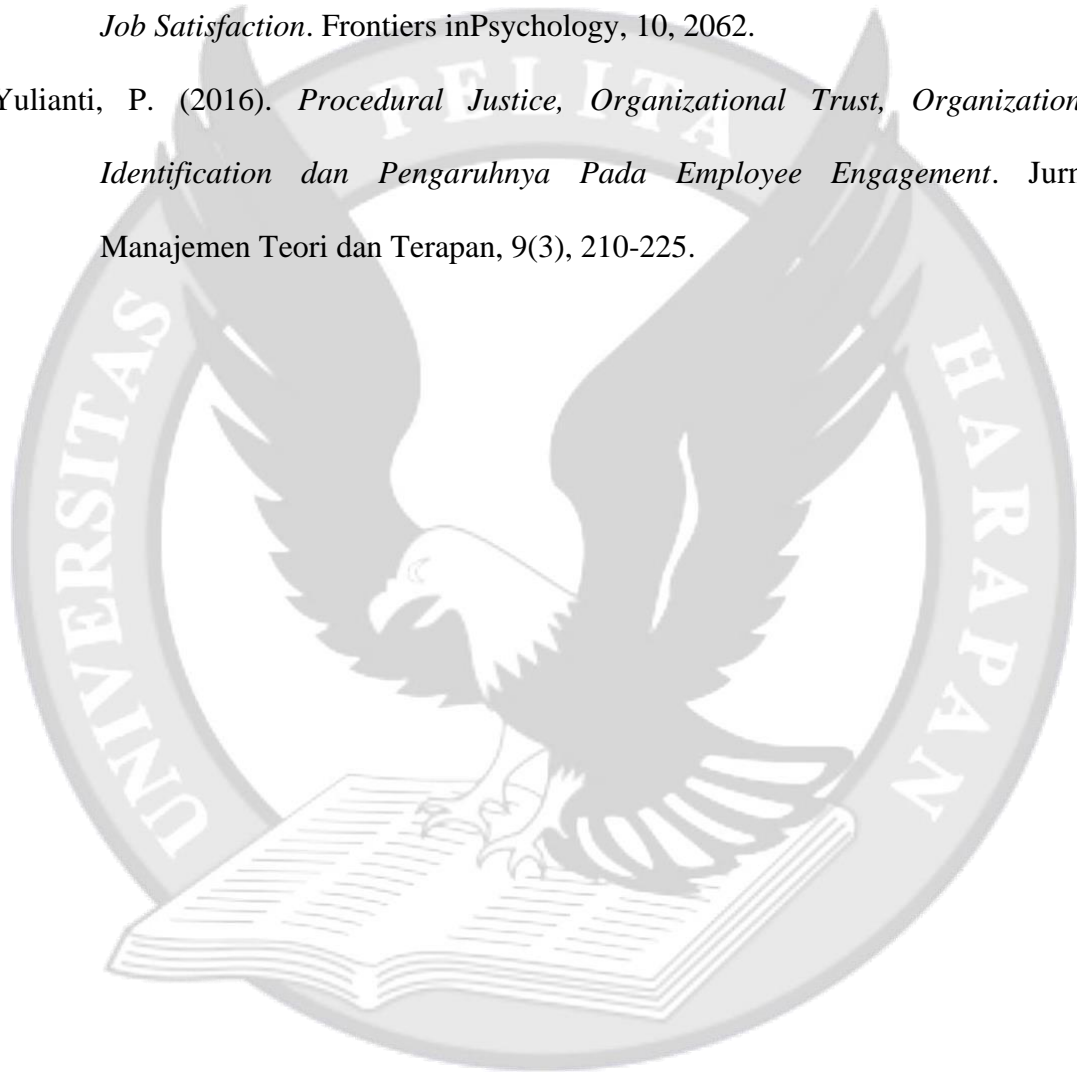 Job Satisfaction. Frontiers inPsychology, 10, 2062.
Yulianti, P. (2016). Procedural Justice, Organizational Trust, Organization
Identification dan Pengaruhnya Pada Employee Engagement. Jurn
Manajemen Teori dan Terapan, 9(3), 210-225.
UNIVERSITAS PELITA HARAPAN